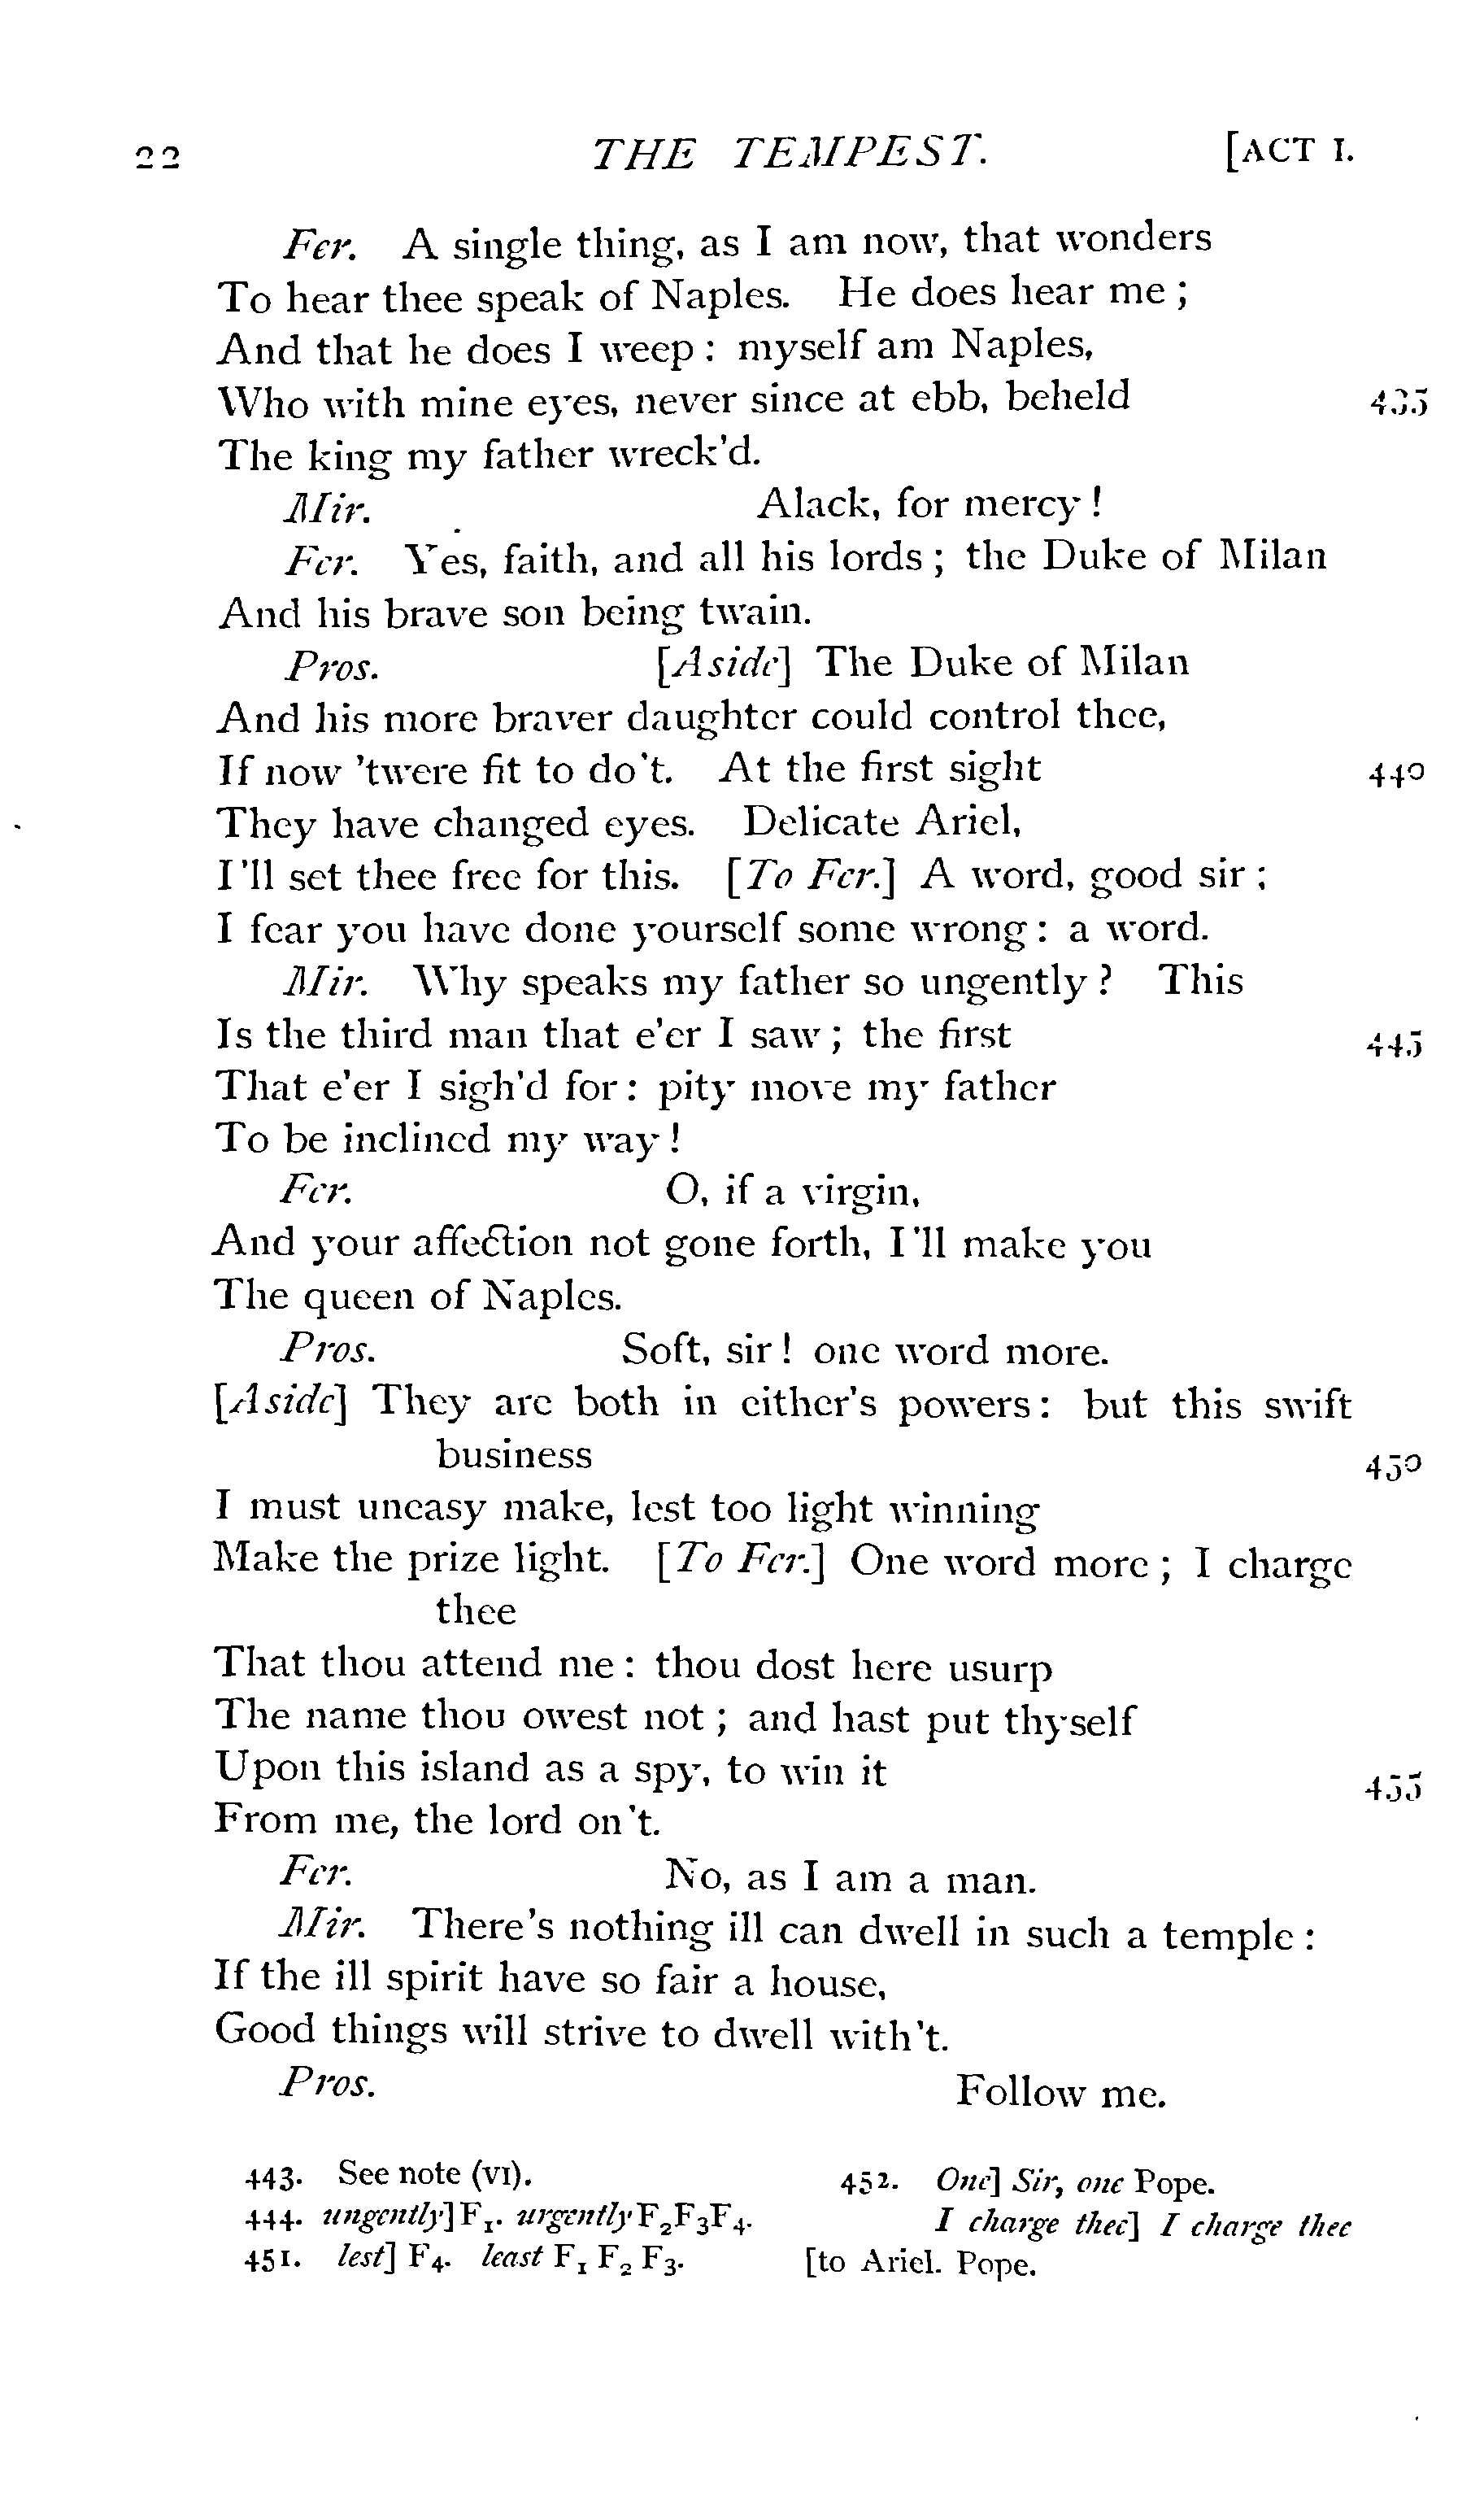 22 THE TEMPEST. [ACT I.
Fer. A single thing, as I am now, that wonders
To hear thee speak of Naples. He does hear me ;
And that he does I weep : myself am Naples,
Who with mine eyes, never since at ebb, beheld 435
The king my father wreck'd.
Mir. Alack, for mercy !
Fer. Yes, faith, and all his lords ; the Duke of Milan
And his brave son being twain.
Pros. [Aside] The Duke of Milan
And his more braver daughter could control thee,
If now 'twere fit to do't. At the first sight 440
They have changed eyes. Delicate Ariel,
I'll set thee free for this. [To Fer.] A word, good sir ;
I fear you have done yourself some wrong : a word.
Mir. Why speaks my father so ungently ? This
Is the third man that e'er I saw ; the first 445
That e'er I sigh'd for : pity move my father
To be inclined my way !
Fer. O, if a virgin,
And your affection not gone forth, I'll make you
The queen of Naples.
Pros. Soft, sir ! one word more.
[Aside] They are both in either's powers : but this swift
business 450
I must uneasy make, lest too light winning
Make the prize light. [To Fer.] One word more ; I charge
thee
That thou attend me : thou dost here usurp
The name thou owest not ; and hast put thyself
Upon this island as a spy, to win it 455
From me, the lord on't.
Fer. No, as I am a man.
Mir. There's nothing ill can dwell in such a temple :
If the ill spirit have so fair a house,
Good things will strive to dwell with't.
Pros. Follow me.
443. See note (VI).
444. ungently] F1. urgently F2F3F4.
451. lest] F4. least F1 F2 F3.
452. One] Sir, one Pope.
I charge thee] I charge thee
[to Ariel. Pope.